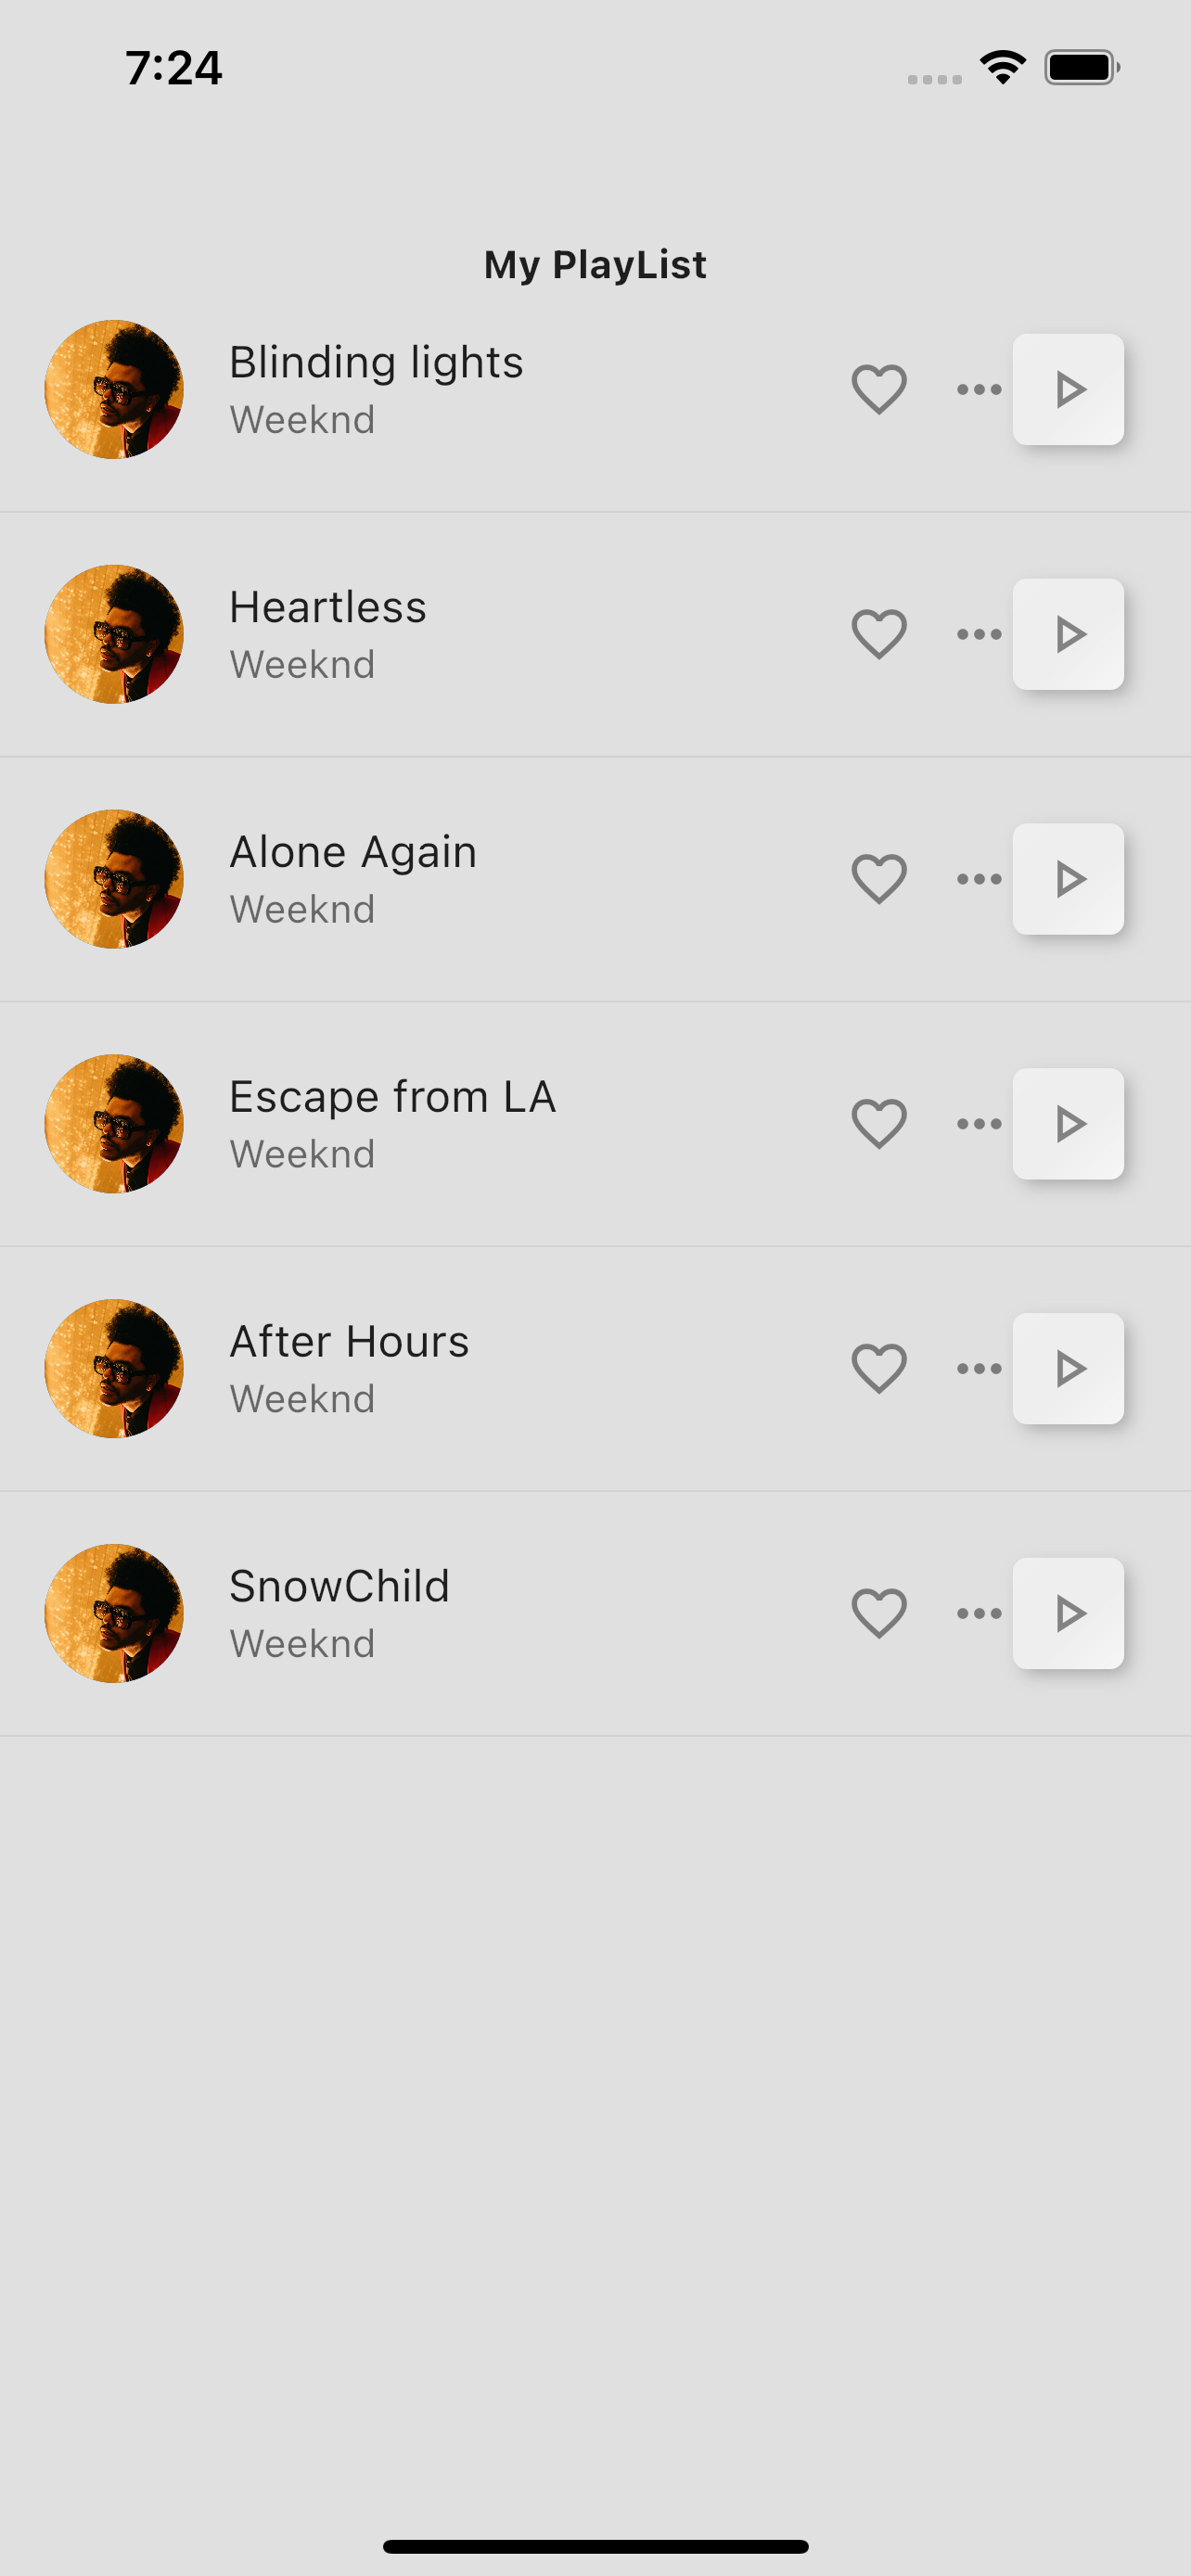 7:24
My PlayList
Blinding lights
Weeknd
Heartless
Weeknd
Alone Again
Weeknd
Escape from LA
Weeknd
After Hours
Weeknd
SnowChild
Weeknd